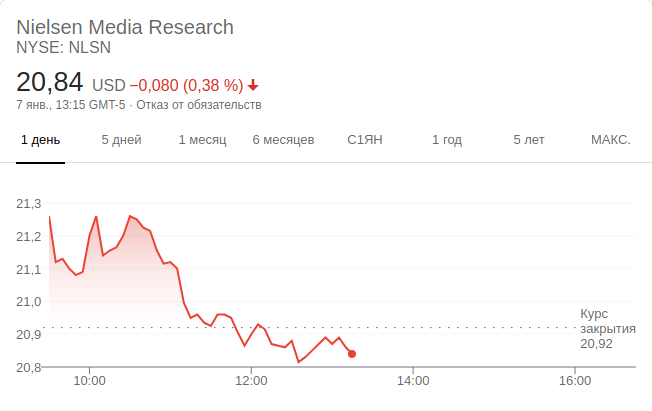 Nielsen Media Research
NYSE: NLSN
20,84 USD −0,080 (0,38 %)
7 янв., 13:15 GMT-5 · Отказ от обязательств
1 день 5 дней 1 месяц 6 месяцев С1ЯН 1 год 5 лет МАКС.
21,3
21,2
21,1
21,0
20,9
20,8
Курс
закрытия
20,92
10:00 12:00 14:00 16:00